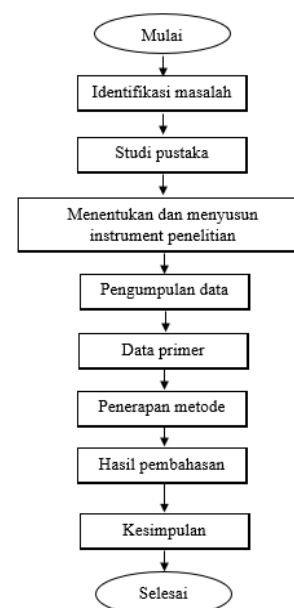 Mulai
Identifikasi masalah
Studi pustaka
Menentukan dan menyusun
instrument penelitian
Pengumpulan data
Data primer
Penerapan metode
Hasil pembahasan
Kesimpulan
Selesai